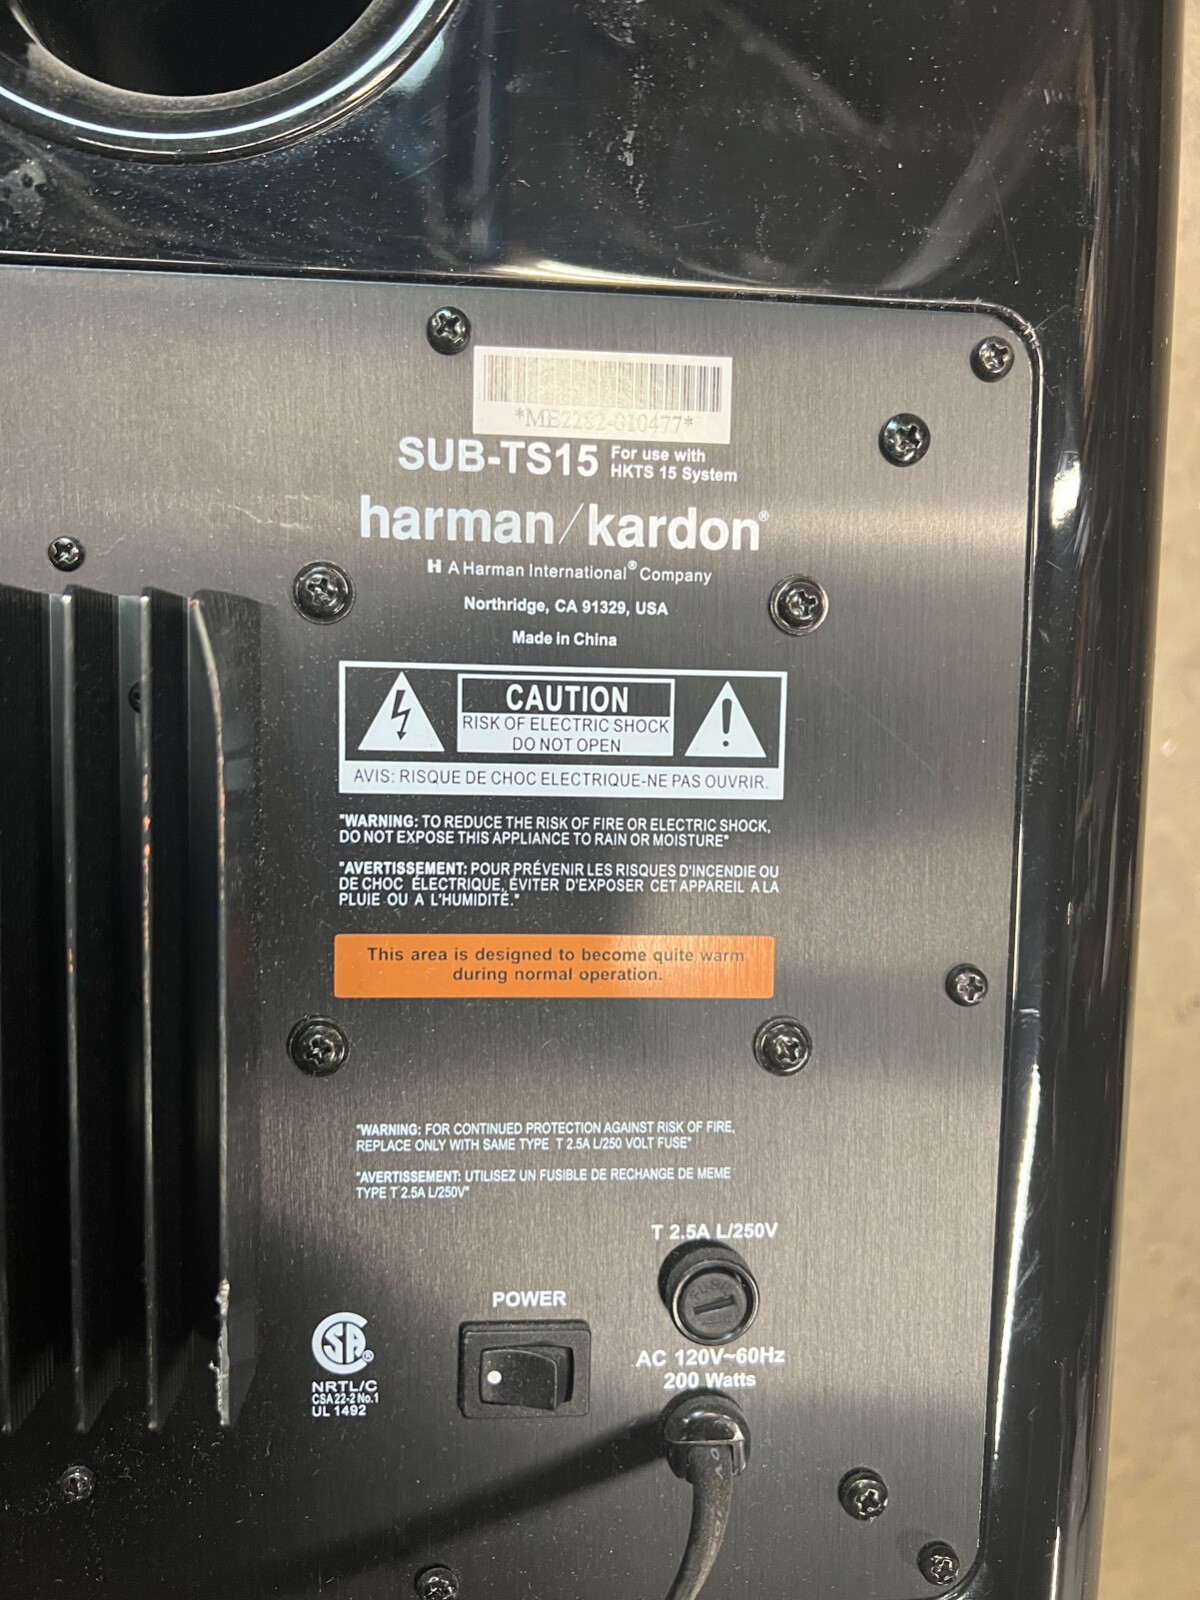 *ME2282-010477*
SUB-TS15 For use with
HKTS 15 System
harman/kardon®
H A Harman International® Company
Northridge, CA 91329, USA
Made in China
CAUTION
RISK OF ELECTRIC SHOCK
DO NOT OPEN
AVIS: RISQUE DE CHOC ELECTRIQUE-NE PAS OUVRIR.
"WARNING: TO REDUCE THE RISK OF FIRE OR ELECTRIC SHOCK,
DO NOT EXPOSE THIS APPLIANCE TO RAIN OR MOISTURE"
"AVERTISSEMENT: POUR PRÉVENIR LES RISQUES D'INCENDIE OU
DE CHOC ÉLECTRIQUE, ÉVITER D'EXPOSER CET APPAREIL A LA
PLUIE OU A L'HUMIDITÉ."
This area is designed to become quite warm
during normal operation.
"WARNING: FOR CONTINUED PROTECTION AGAINST RISK OF FIRE,
REPLACE ONLY WITH SAME TYPE T 2.5A L/250 VOLT FUSE"
"AVERTISSEMENT: UTILISEZ UN FUSIBLE DE RECHANGE DE MEME
TYPE T 2.5A L/250V"
T 2.5A L/250V
FUSE
POWER
AC 120V~60Hz
200 Watts
SA®
NRTL/C
CSA22-2 No.1
UL 1492